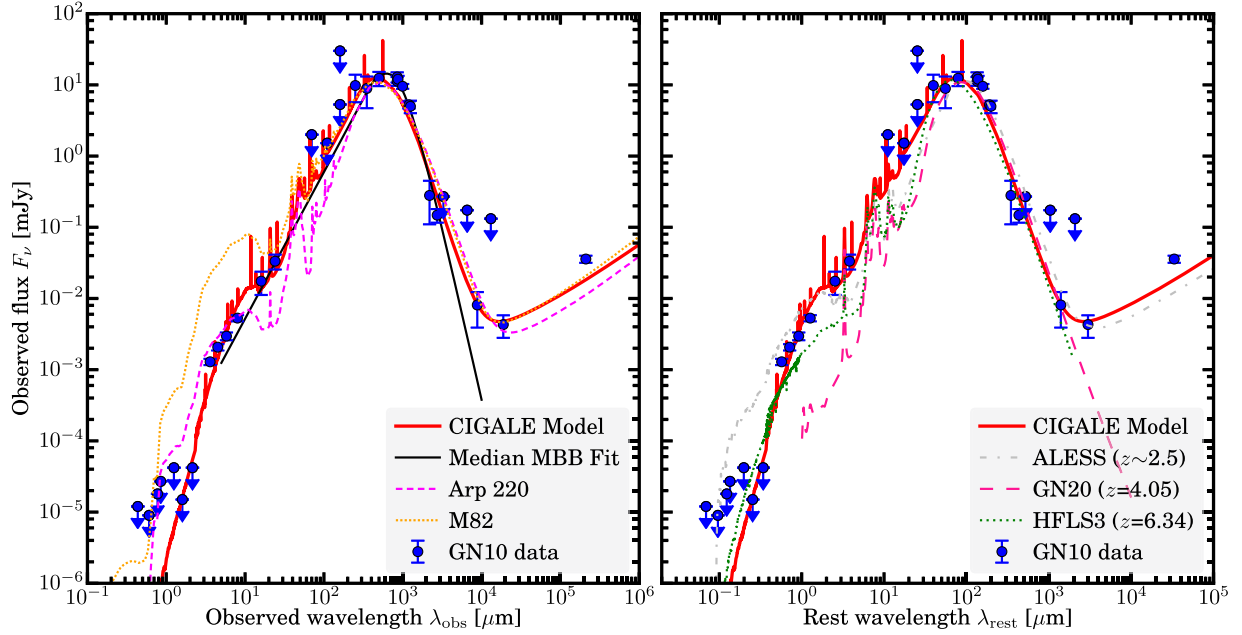 Observed flux F_ν [mJy]
10²
10¹
10⁰
10⁻¹
10⁻²
10⁻³
10⁻⁴
10⁻⁵
10⁻⁶
CIGALE Model
Median MBB Fit
Arp 220
M82
GN10 data
10⁻¹ 10⁰ 10¹ 10² 10³ 10⁴ 10⁵ 10⁶
Observed wavelength λ_obs [μm]
CIGALE Model
ALESS (z~2.5)
GN20 (z=4.05)
HFLS3 (z=6.34)
GN10 data
10⁻¹ 10⁰ 10¹ 10² 10³ 10⁴ 10⁵
Rest wavelength λ_rest [μm]